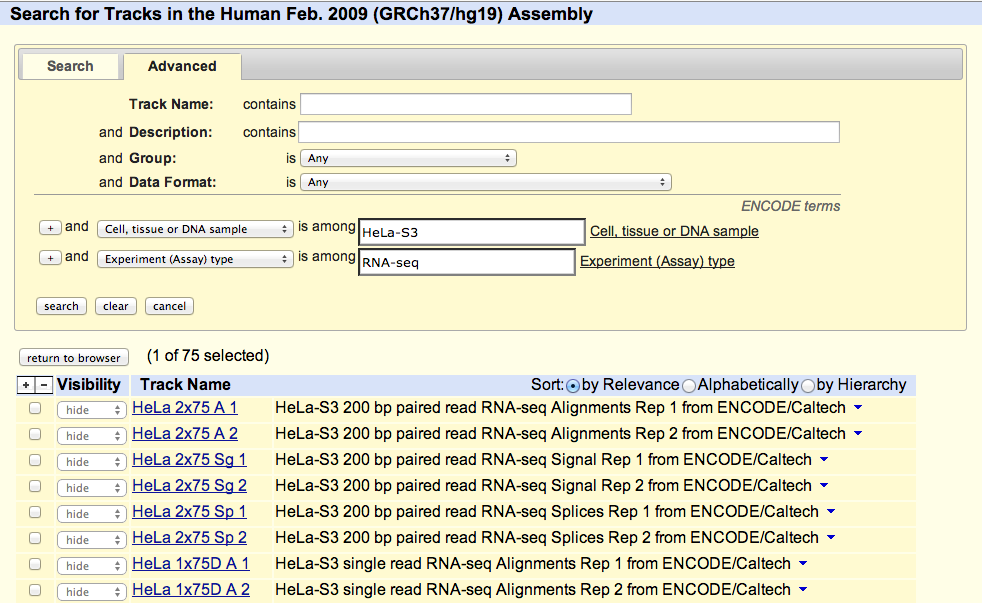 Search for Tracks in the Human Feb. 2009 (GRCh37/hg19) Assembly
Search Advanced
Track Name: contains
and Description: contains
and Group: is Any
and Data Format: is Any
ENCODE terms
+ and Cell, tissue or DNA sample is among HeLa-S3 Cell, tissue or DNA sample
+ and Experiment (Assay) type is among RNA-seq Experiment (Assay) type
search clear cancel
return to browser (1 of 75 selected)
+ - Visibility Track Name Sort: by Relevance Alphabetically by Hierarchy
hide HeLa 2x75 A 1 HeLa-S3 200 bp paired read RNA-seq Alignments Rep 1 from ENCODE/Caltech
hide HeLa 2x75 A 2 HeLa-S3 200 bp paired read RNA-seq Alignments Rep 2 from ENCODE/Caltech
hide HeLa 2x75 Sg 1 HeLa-S3 200 bp paired read RNA-seq Signal Rep 1 from ENCODE/Caltech
hide HeLa 2x75 Sg 2 HeLa-S3 200 bp paired read RNA-seq Signal Rep 2 from ENCODE/Caltech
hide HeLa 2x75 Sp 1 HeLa-S3 200 bp paired read RNA-seq Splices Rep 1 from ENCODE/Caltech
hide HeLa 2x75 Sp 2 HeLa-S3 200 bp paired read RNA-seq Splices Rep 2 from ENCODE/Caltech
hide HeLa 1x75D A 1 HeLa-S3 single read RNA-seq Alignments Rep 1 from ENCODE/Caltech
hide HeLa 1x75D A 2 HeLa-S3 single read RNA-seq Alignments Rep 2 from ENCODE/Caltech